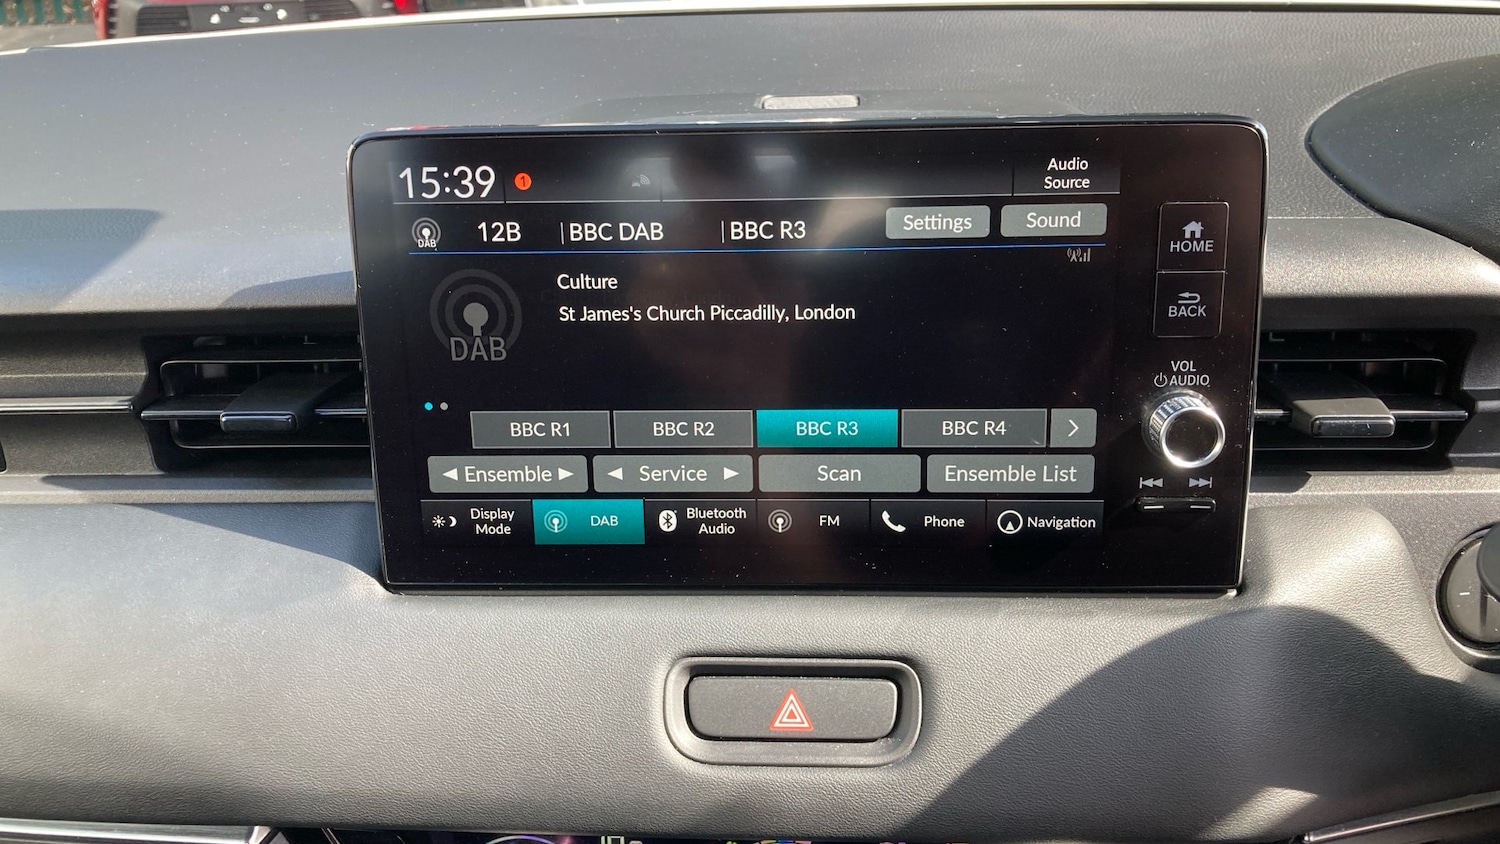 15:39 1 Audio
Source
DAB 12B |BBC DAB |BBC R3 Settings Sound
Culture
St James's Church Piccadilly, London
DAB
BBC R1 BBC R2 BBC R3 BBC R4 >
◀ Ensemble ▶ ◀ Service ▶ Scan Ensemble List
Display
Mode
DAB
Bluetooth
Audio
FM
Phone
Navigation
HOME
BACK
VOL
AUDIO